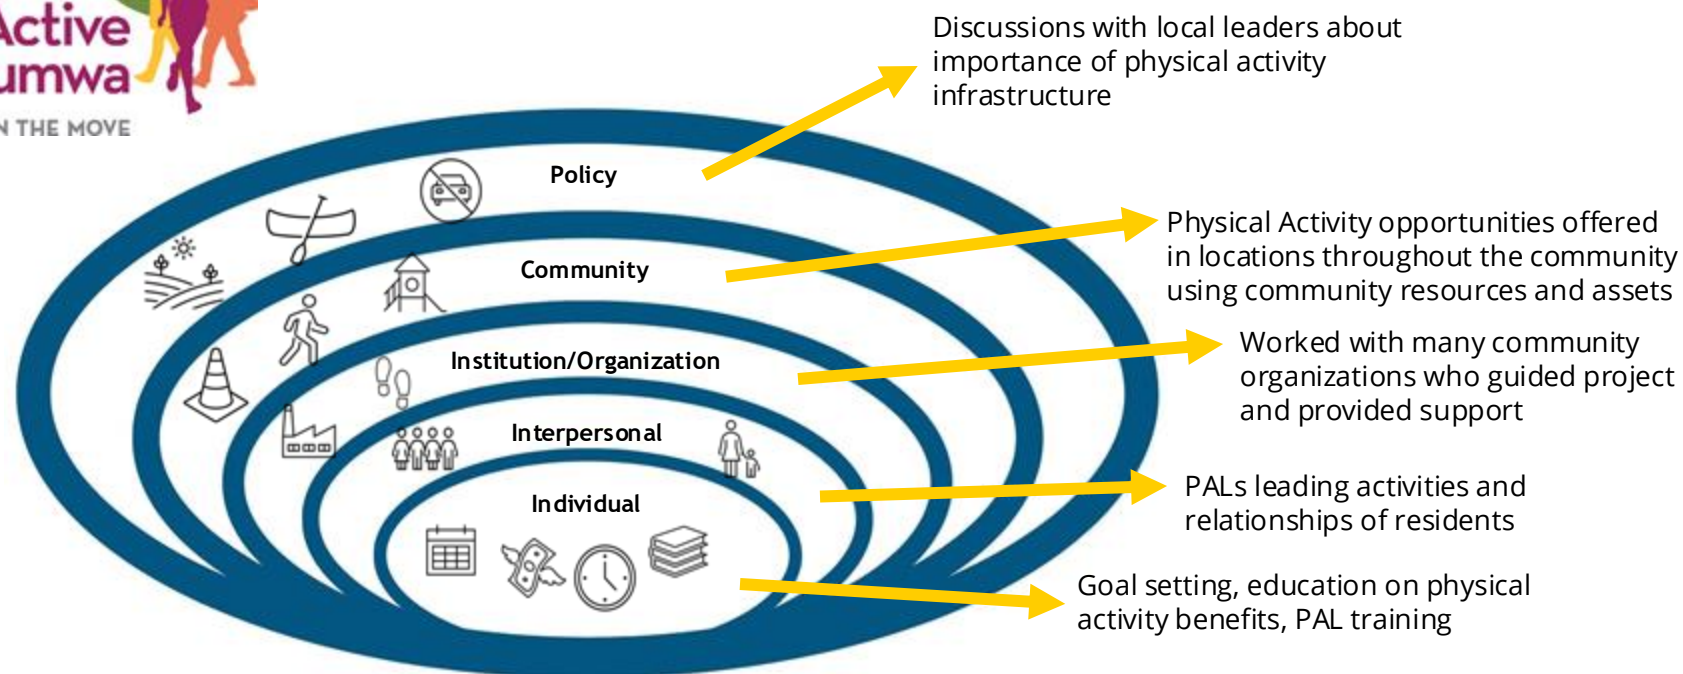 Active
umwa
N THE MOVE
Discussions with local leaders about
importance of physical activity
infrastructure
Policy
Physical Activity opportunities offered
in locations throughout the community
using community resources and assets
Community
Worked with many community
organizations who guided project
and provided support
Institution/Organization
Interpersonal
PALs leading activities and
relationships of residents
Individual
Goal setting, education on physical
activity benefits, PAL training